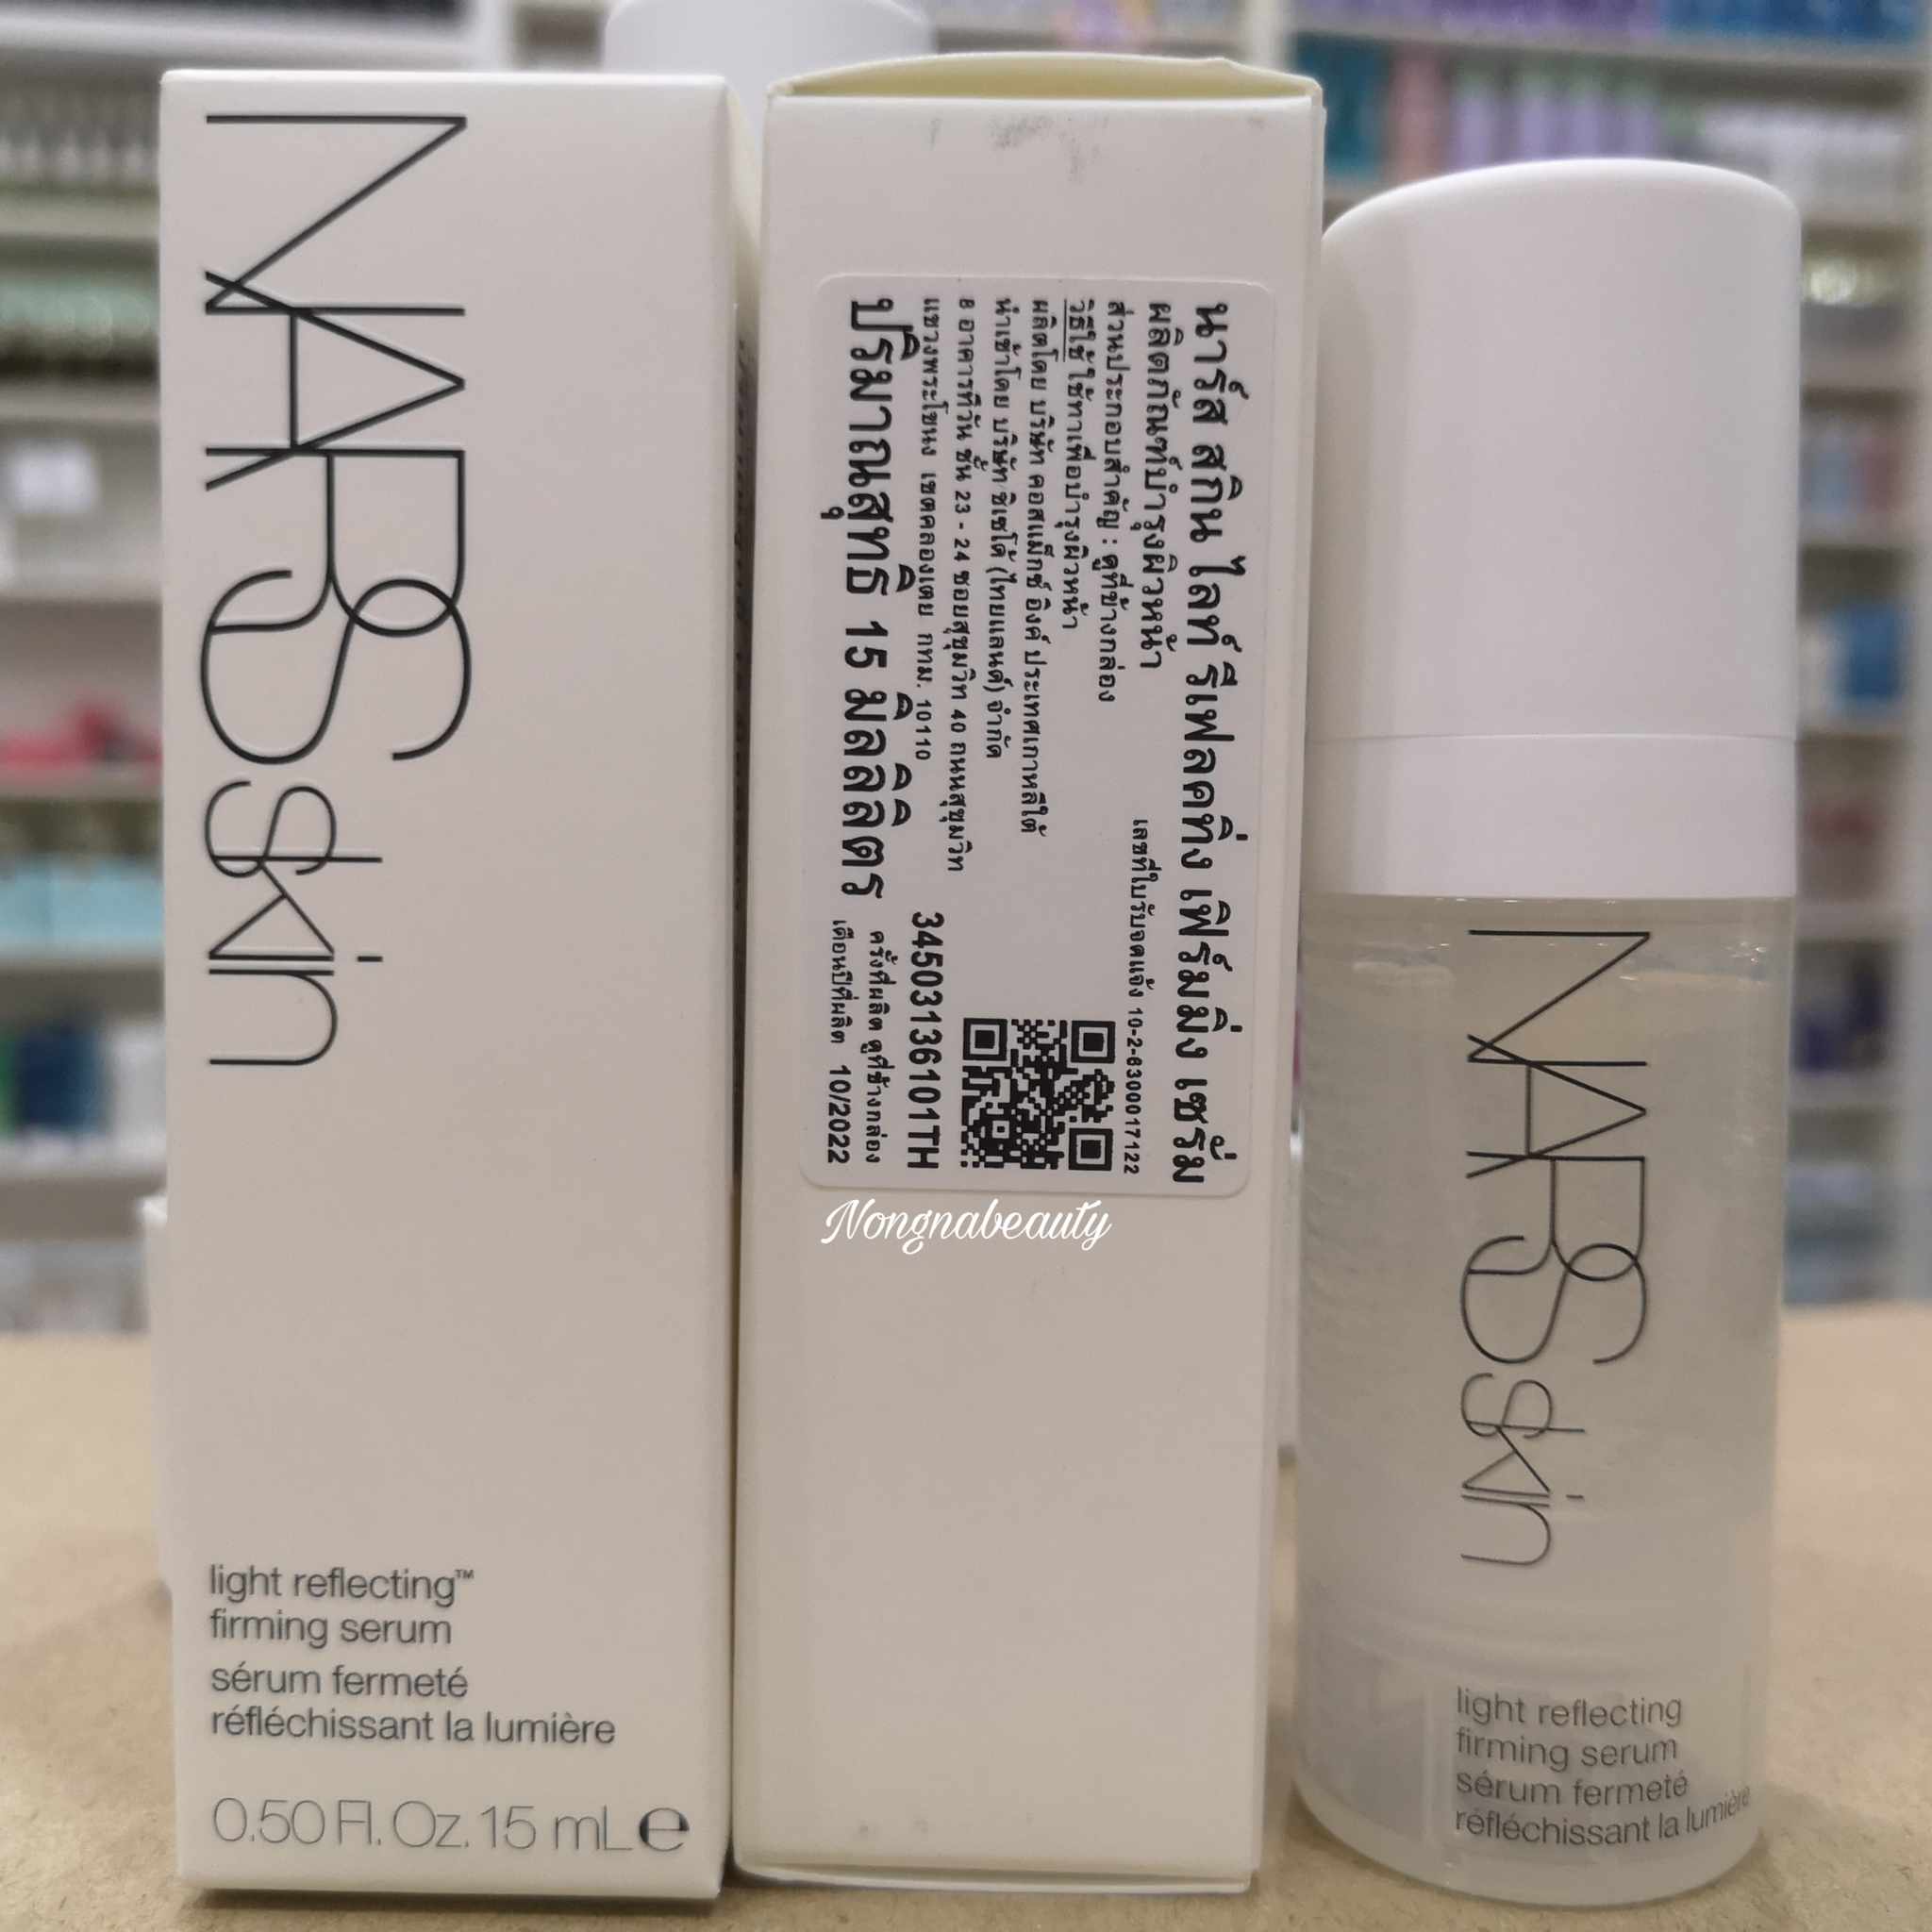 NARSskin
light reflecting™
firming serum
sérum fermeté
réfléchissant la lumière
0.50 Fl. Oz. 15 mL e
นาร์ส สกิน ไลท์ รีเฟลคทิ่ง เฟิร์มมิ่ง เซรั่ม
ผลิตภัณฑ์บำรุงผิวหน้า
เลขที่ใบรับจดแจ้ง 10-2-6300017122
ส่วนประกอบสำคัญ : ดูที่ข้างกล่อง
วิธีใช้ ใช้ทาเพื่อบำรุงผิวหน้า
ผลิตโดย บริษัท คอสแม็กซ์ อิงค์ ประเทศเกาหลีใต้
นำเข้าโดย บริษัท ชิเซโด้ (ไทยแลนด์) จำกัด
8 อาคารทีวัน ชั้น 23 - 24 ซอยสุขุมวิท 40 ถนนสุขุมวิท
แขวงพระโขนง เขตคลองเตย กทม. 10110
34503136101TH
ปริมาณสุทธิ 15 มิลลิลิตร
ครั้งที่ผลิต ดูที่ข้างกล่อง
เดือนปีที่ผลิต 10/2022
Nongnabeauty
NARSskin
light reflecting
firming serum
sérum fermeté
réfléchissant la lumière